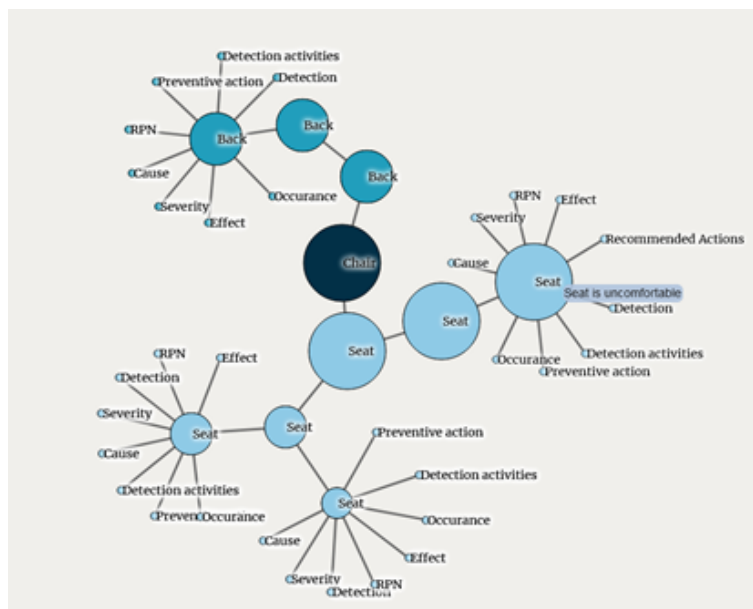 Detection activities
Preventive action
Detection
Back
RPN
Back
Cause
Back
Severity
Occurance
Effect
Chair
RPN
Effect
Severity
Recommended Actions
Cause
Seat
Seat is uncomfortable
Detection
Seat
Seat
Occurance
Detection activities
Preventive action
RPN
Effect
Detection
Severity
Seat
Seat
Cause
Detection activities
Preven
Occurance
Preventive action
Detection activities
Seat
Occurance
Cause
Effect
Severity
RPN
Detection